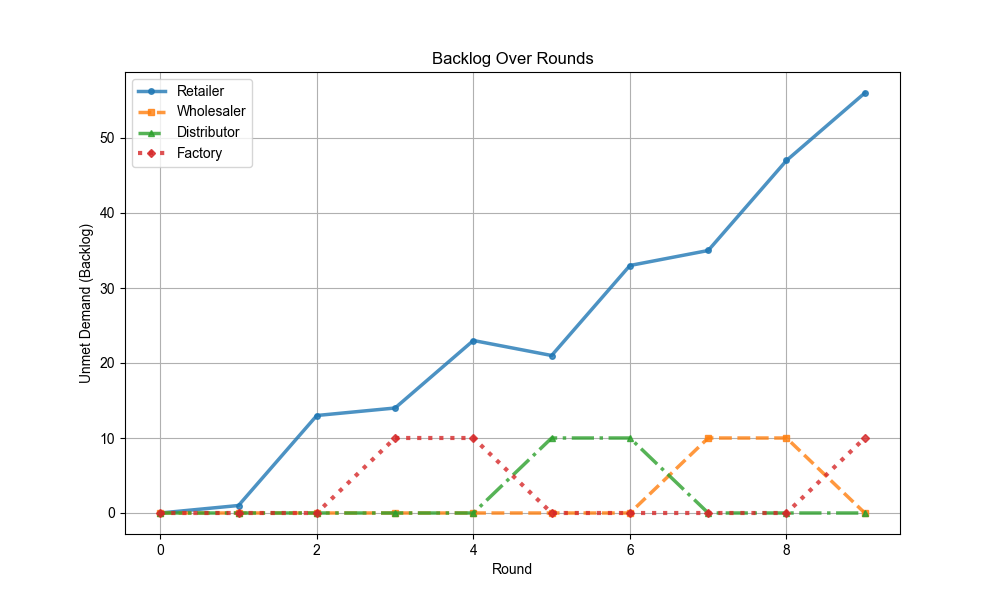 Backlog Over Rounds
Retailer
Wholesaler
Distributor
Factory
Unmet Demand (Backlog)
50
40
30
20
10
0
0 2 4 6 8
Round